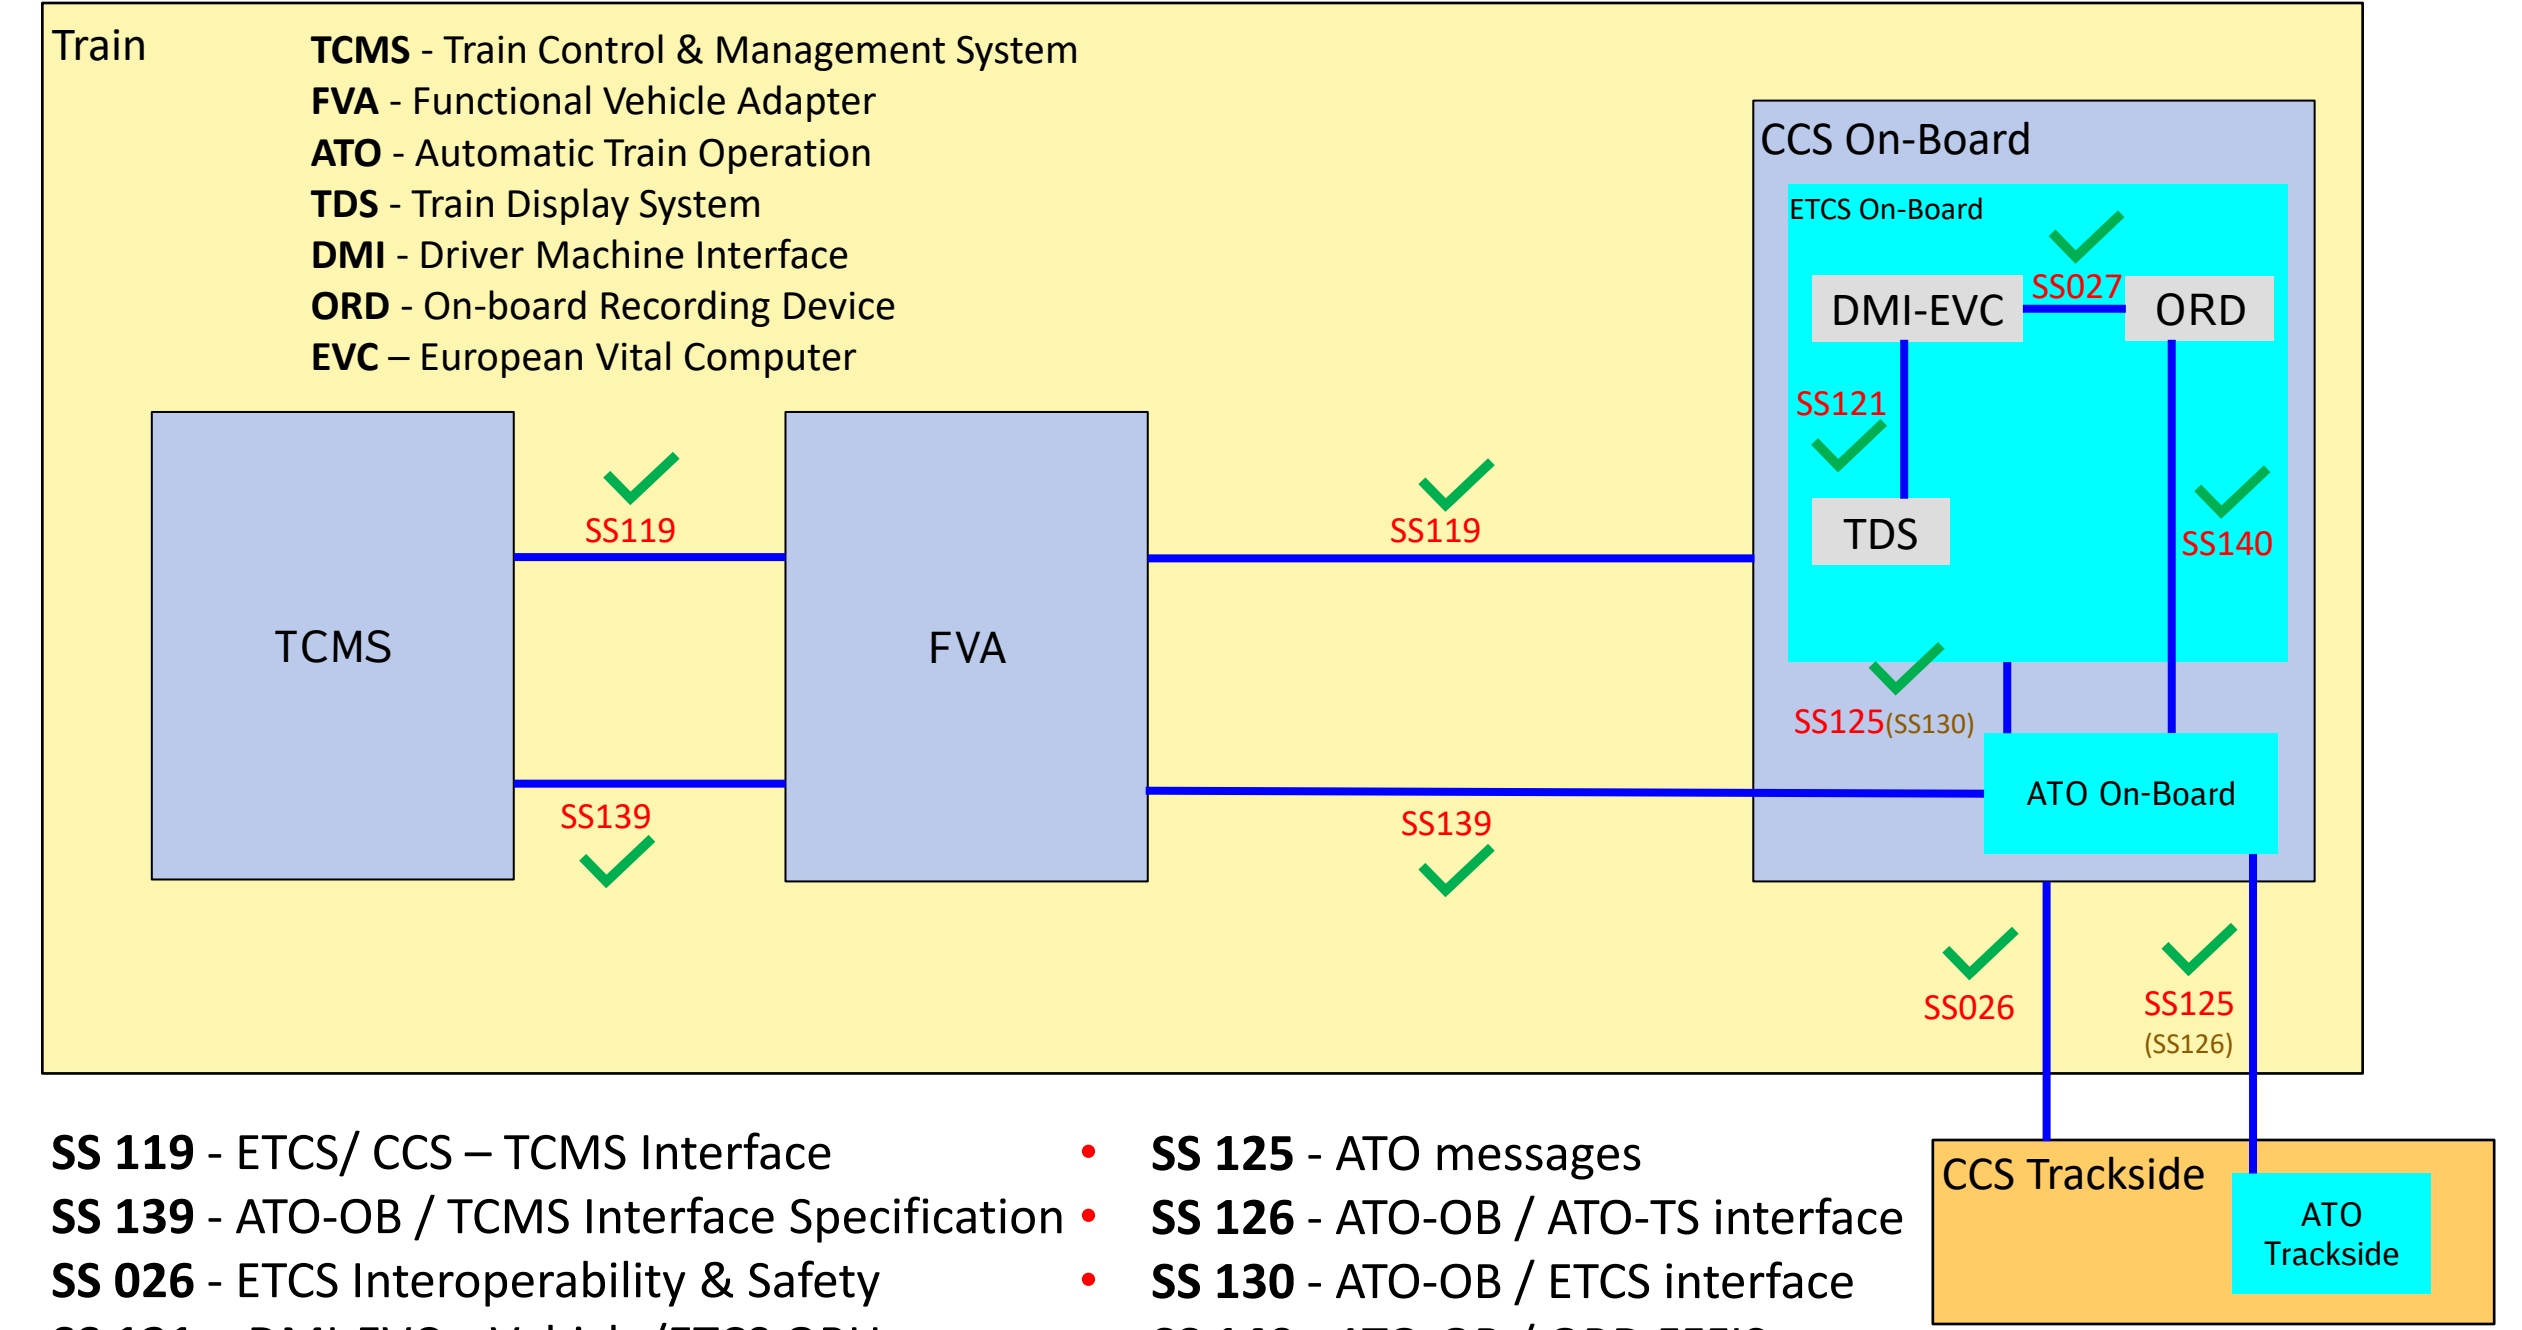 Train
TCMS - Train Control & Management System
FVA - Functional Vehicle Adapter
ATO - Automatic Train Operation
TDS - Train Display System
DMI - Driver Machine Interface
ORD - On-board Recording Device
EVC – European Vital Computer
CCS On-Board
ETCS On-Board
SS027
DMI-EVC
ORD
SS121
TDS
SS140
SS119
SS119
TCMS
FVA
SS125(SS130)
ATO On-Board
SS139
SS139
SS026
SS125
(SS126)
SS 119 - ETCS/ CCS – TCMS Interface
SS 139 - ATO-OB / TCMS Interface Specification
SS 026 - ETCS Interoperability & Safety
• SS 125 - ATO messages
• SS 126 - ATO-OB / ATO-TS interface
• SS 130 - ATO-OB / ETCS interface
CCS Trackside
ATO
Trackside